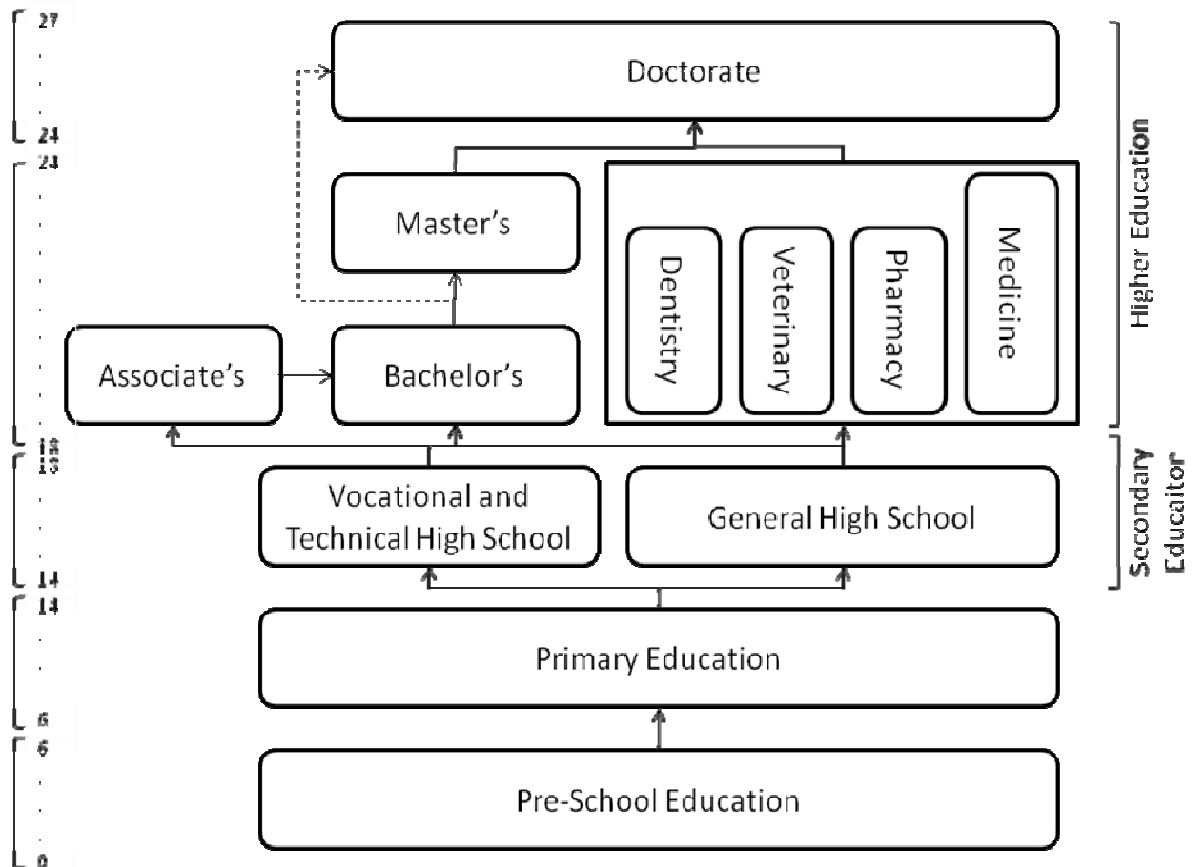 27
Doctorate
24
24
Master's
Dentistry
Veterinary
Pharmacy
Medicine
Higher Education
Associate's
Bachelor's
Vocational and
Technical High School
General High School
Secondary
Educaitor
14
14
Primary Education
6
6
Pre-School Education
0